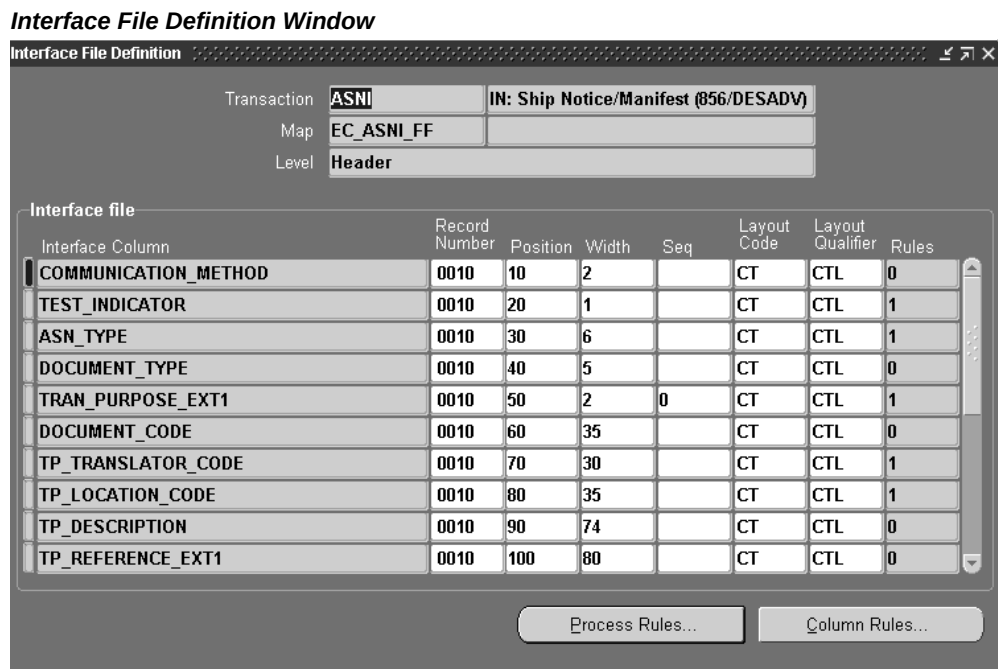 Interface File Definition Window
Interface File Definition
Transaction ASNI IN: Ship Notice/Manifest (856/DESADV)
Map EC_ASNI_FF
Level Header
Interface file
Interface Column Record Number Position Width Seq Layout Code Layout Qualifier Rules
COMMUNICATION_METHOD 0010 10 2 CT CTL 0
TEST_INDICATOR 0010 20 1 CT CTL 1
ASN_TYPE 0010 30 6 CT CTL 1
DOCUMENT_TYPE 0010 40 5 CT CTL 0
TRAN_PURPOSE_EXT1 0010 50 2 0 CT CTL 1
DOCUMENT_CODE 0010 60 35 CT CTL 0
TP_TRANSLATOR_CODE 0010 70 30 CT CTL 1
TP_LOCATION_CODE 0010 80 35 CT CTL 1
TP_DESCRIPTION 0010 90 74 CT CTL 0
TP_REFERENCE_EXT1 0010 100 80 CT CTL 0
Process Rules... Column Rules...